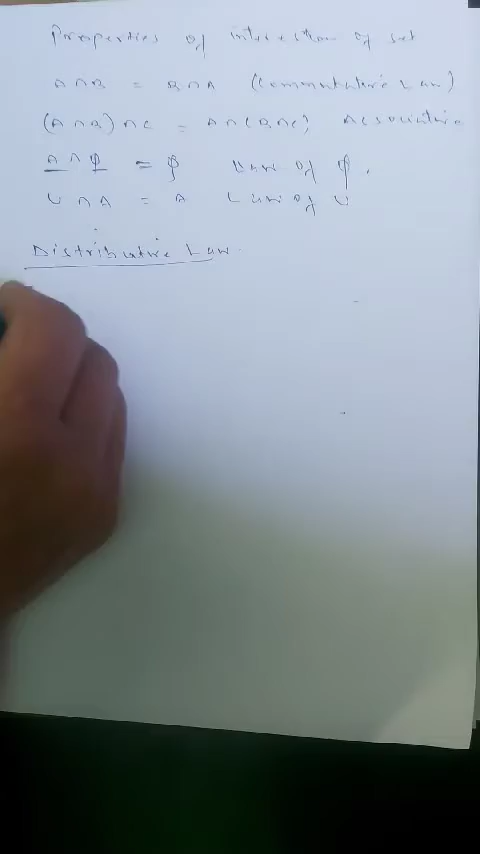 Properties of intersection of set
A ∩ B = B ∩ A (Commutative Law)
(A ∩ B) ∩ C = A ∩ (B ∩ C) Associative
A ∩ φ = φ Law of φ.
U ∩ A = A Law of U
Distributive Law